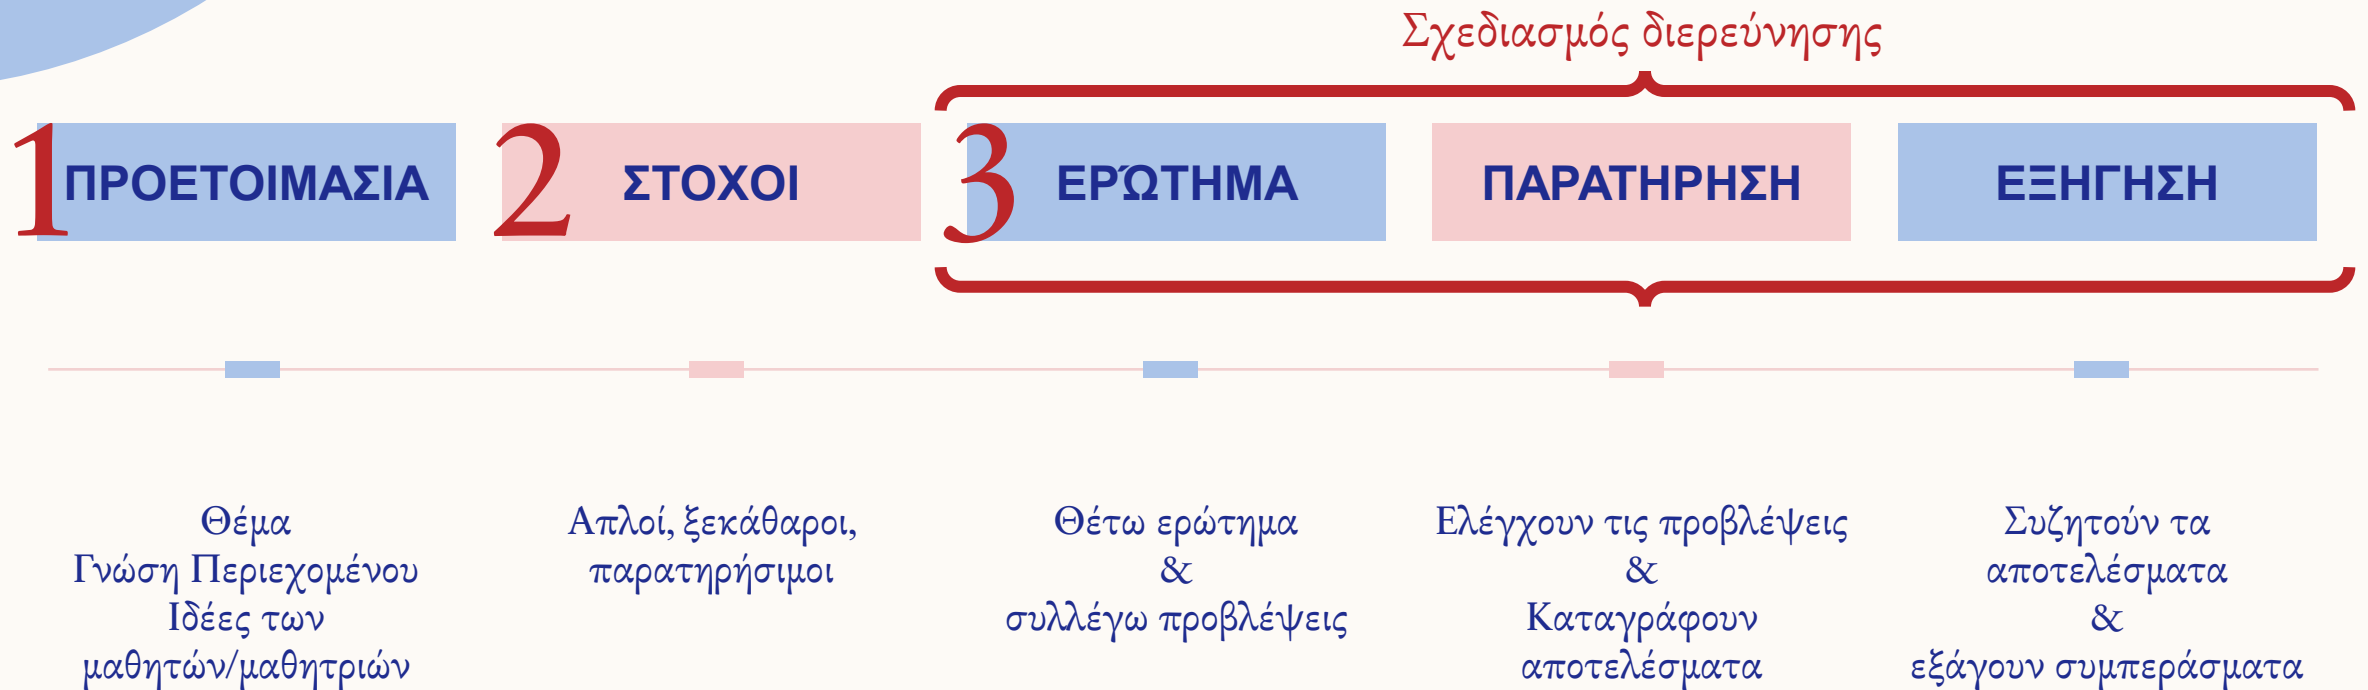 Σχεδιασμός διερεύνησης
1 ΠΡΟΕΤΟΙΜΑΣΙΑ
2 ΣΤΟΧΟΙ
3 ΕΡΏΤΗΜΑ
ΠΑΡΑΤΗΡΗΣΗ
ΕΞΗΓΗΣΗ
Θέμα
Γνώση Περιεχομένου
Ιδέες των
μαθητών/μαθητριών
Απλοί, ξεκάθαροι,
παρατηρήσιμοι
Θέτω ερώτημα
&
συλλέγω προβλέψεις
Ελέγχουν τις προβλέψεις
&
Καταγράφουν
αποτελέσματα
Συζητούν τα
αποτελέσματα
&
εξάγουν συμπεράσματα